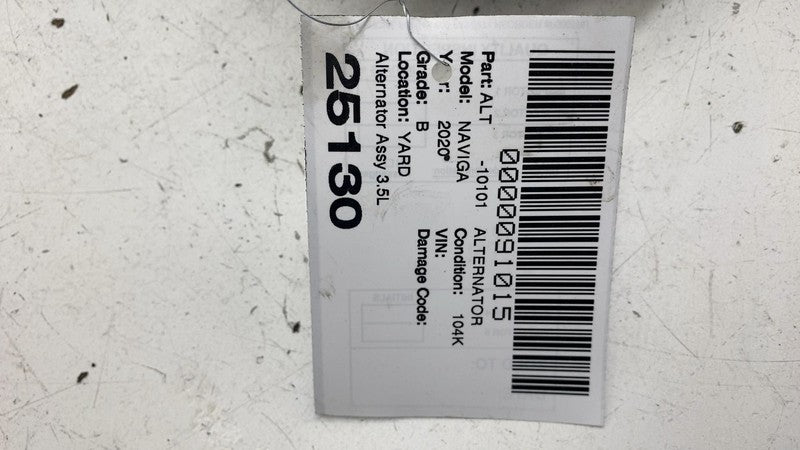 0000091015
Part: ALT -10101 ALTERNATOR
Model: NAVIGA Condition: 104K
2020 VIN:
Grade: B Damage Code:
Location: YARD
Alternator Assy 3.5L
25130